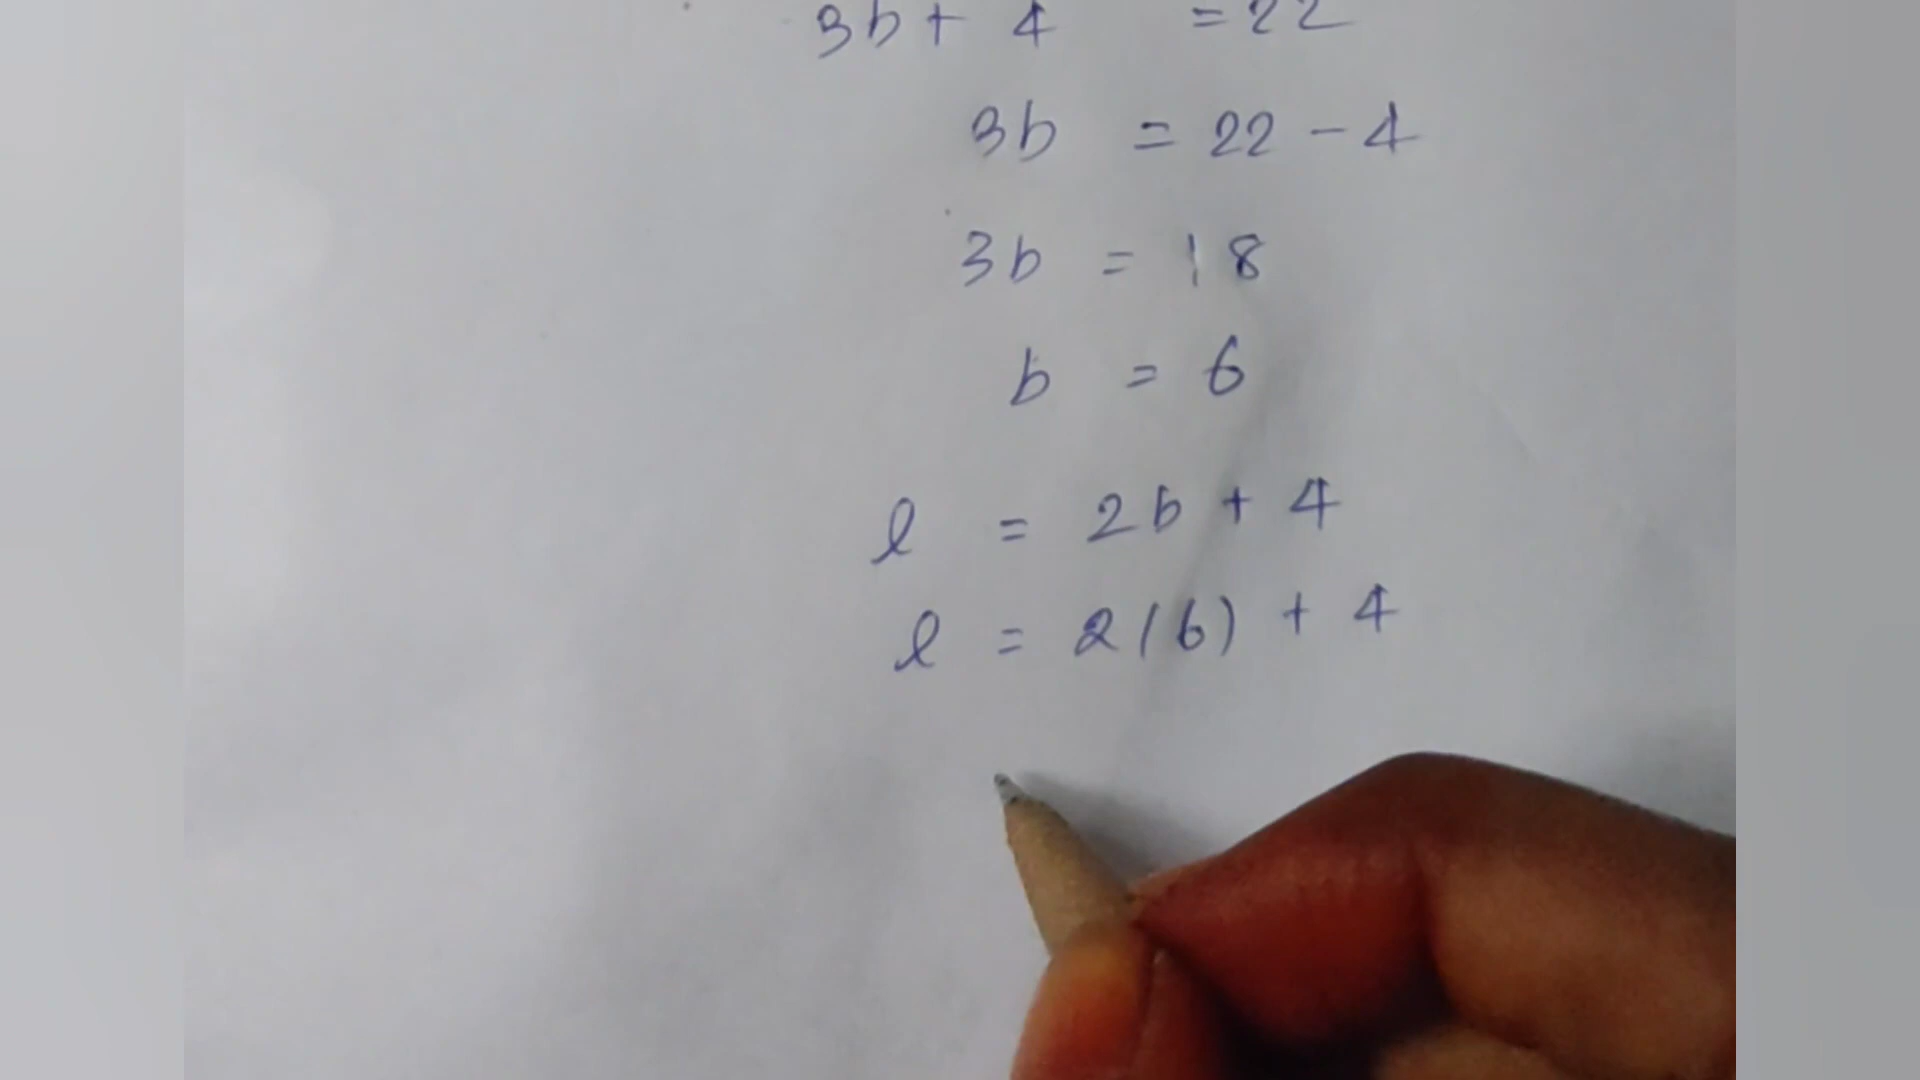 3b + 4 = 22
3b = 22 - 4
3b = 18
b = 6
l = 2b + 4
l = 2(6) + 4